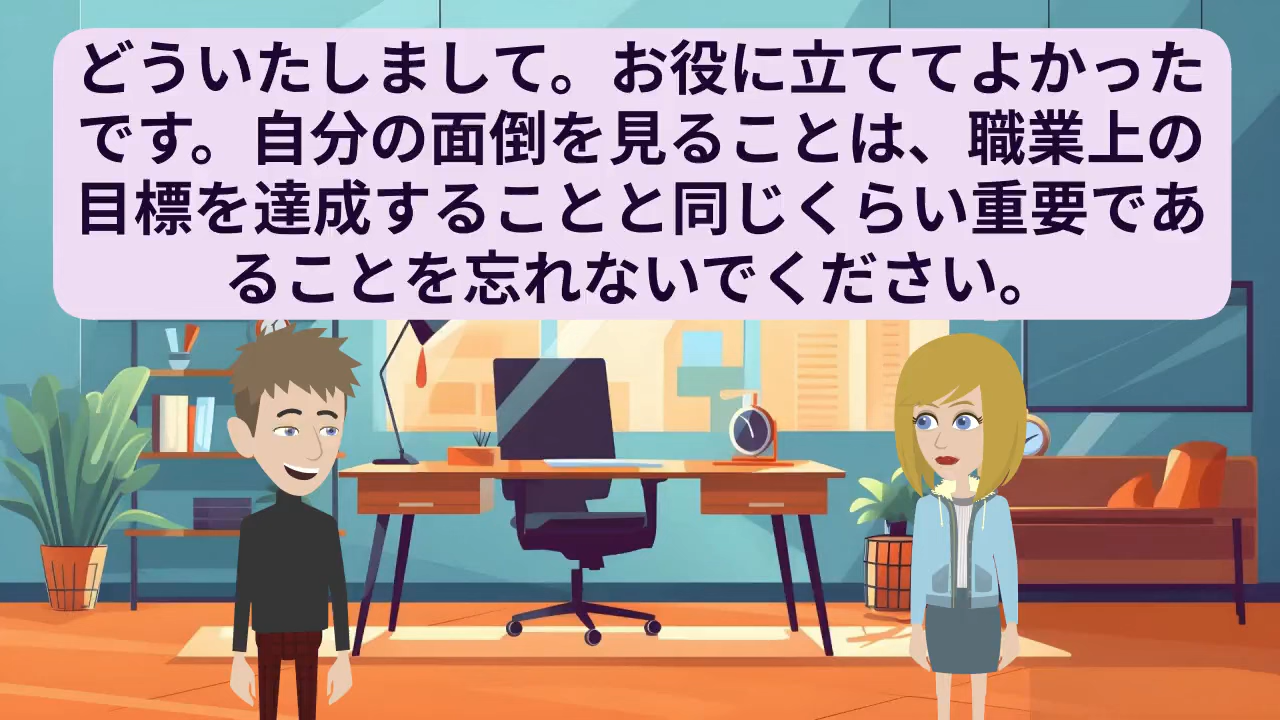 どういたしまして。お役に立ててよかった
です。自分の面倒を見ることは、職業上の
目標を達成することと同じくらい重要であ
ることを忘れないでください。